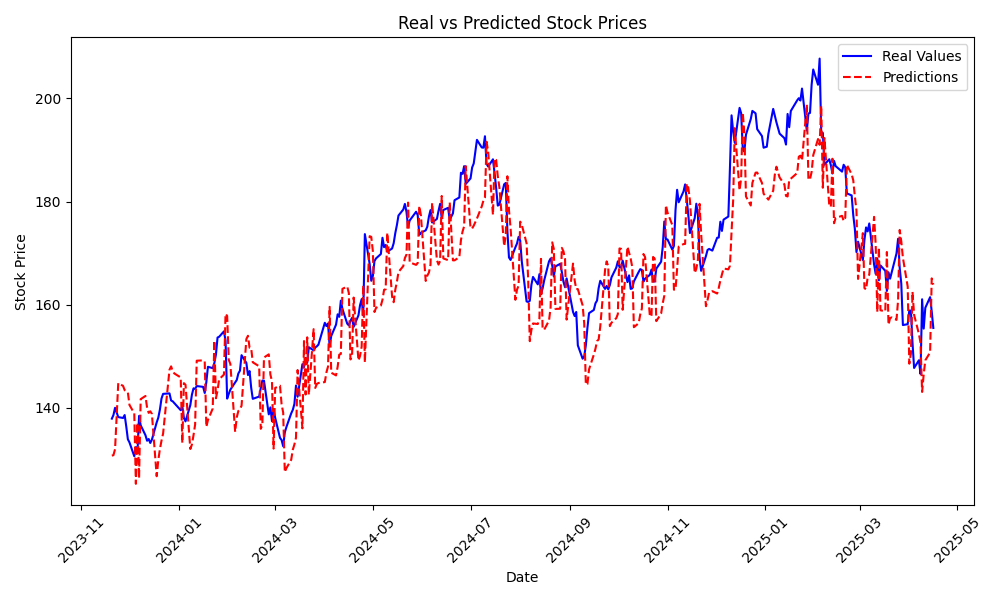 Real vs Predicted Stock Prices
Real Values
Predictions
Stock Price
200
180
160
140
2023-11
2024-01
2024-03
2024-05
2024-07
2024-09
2024-11
2025-01
2025-03
2025-05
Date